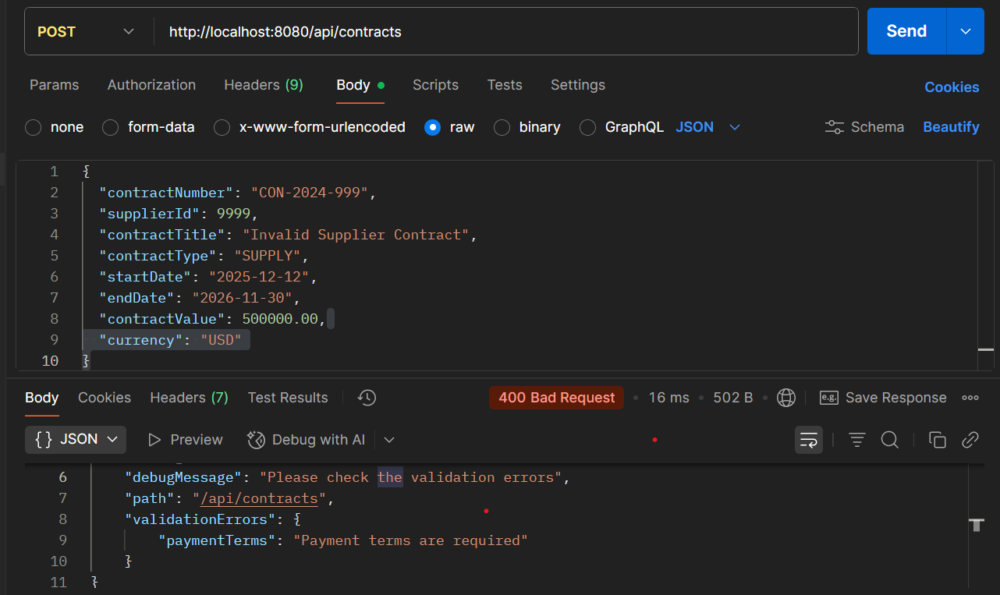 POST http://localhost:8080/api/contracts Send
Params Authorization Headers (9) Body Scripts Tests Settings Cookies
none form-data x-www-form-urlencoded raw binary GraphQL JSON Schema Beautify
1 {
2 "contractNumber": "CON-2024-999",
3 "supplierId": 9999,
4 "contractTitle": "Invalid Supplier Contract",
5 "contractType": "SUPPLY",
6 "startDate": "2025-12-12",
7 "endDate": "2026-11-30",
8 "contractValue": 500000.00,
9 "currency": "USD"
10 }
Body Cookies Headers (7) Test Results 400 Bad Request • 16 ms • 502 B • e.g. Save Response
{} JSON Preview Debug with AI
6 "debugMessage": "Please check the validation errors",
7 "path": "/api/contracts",
8 "validationErrors": {
9 "paymentTerms": "Payment terms are required"
10 }
11 }